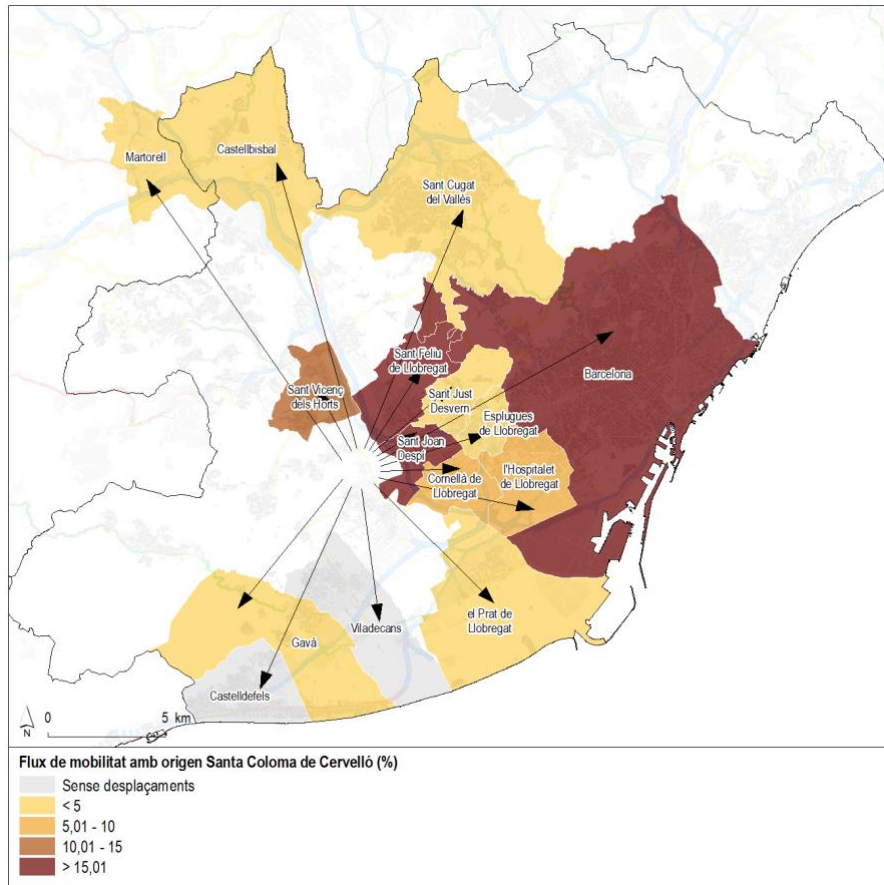 Martorell
Castellbisbal
Sant Cugat
del Vallès
Sant Feliu
de Llobregat
Barcelona
Sant Vicenç
dels Horts
Sant Just
Desvern
Esplugues
de Llobregat
Sant Joan
Despí
l'Hospitalet
de Llobregat
Cornellà de
Llobregat
el Prat de
Llobregat
Viladecans
Gavà
Castelldefels
N
0 5 km
Flux de mobilitat amb origen Santa Coloma de Cervelló (%)
Sense desplaçaments
< 5
5,01 - 10
10,01 - 15
> 15,01